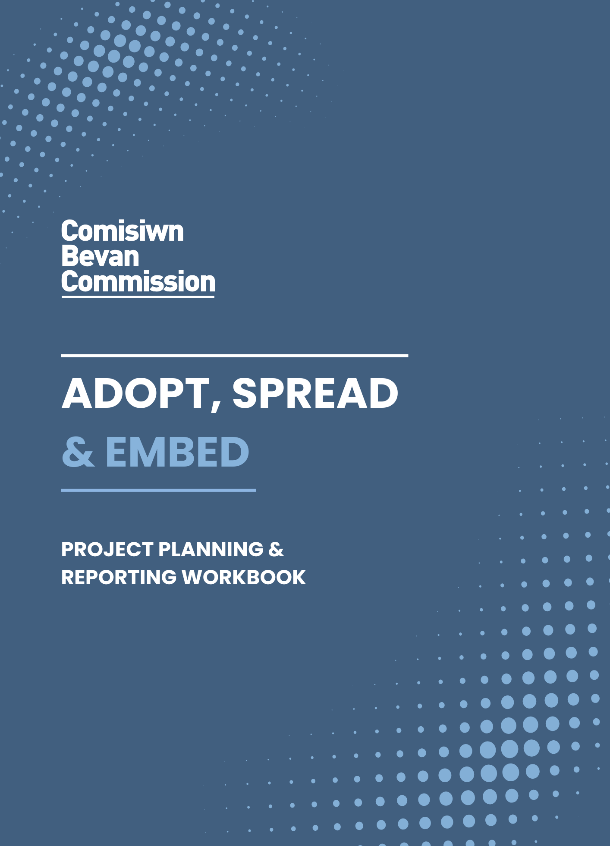 Comisiwn
Bevan
Commission
ADOPT, SPREAD
& EMBED
PROJECT PLANNING &
REPORTING WORKBOOK